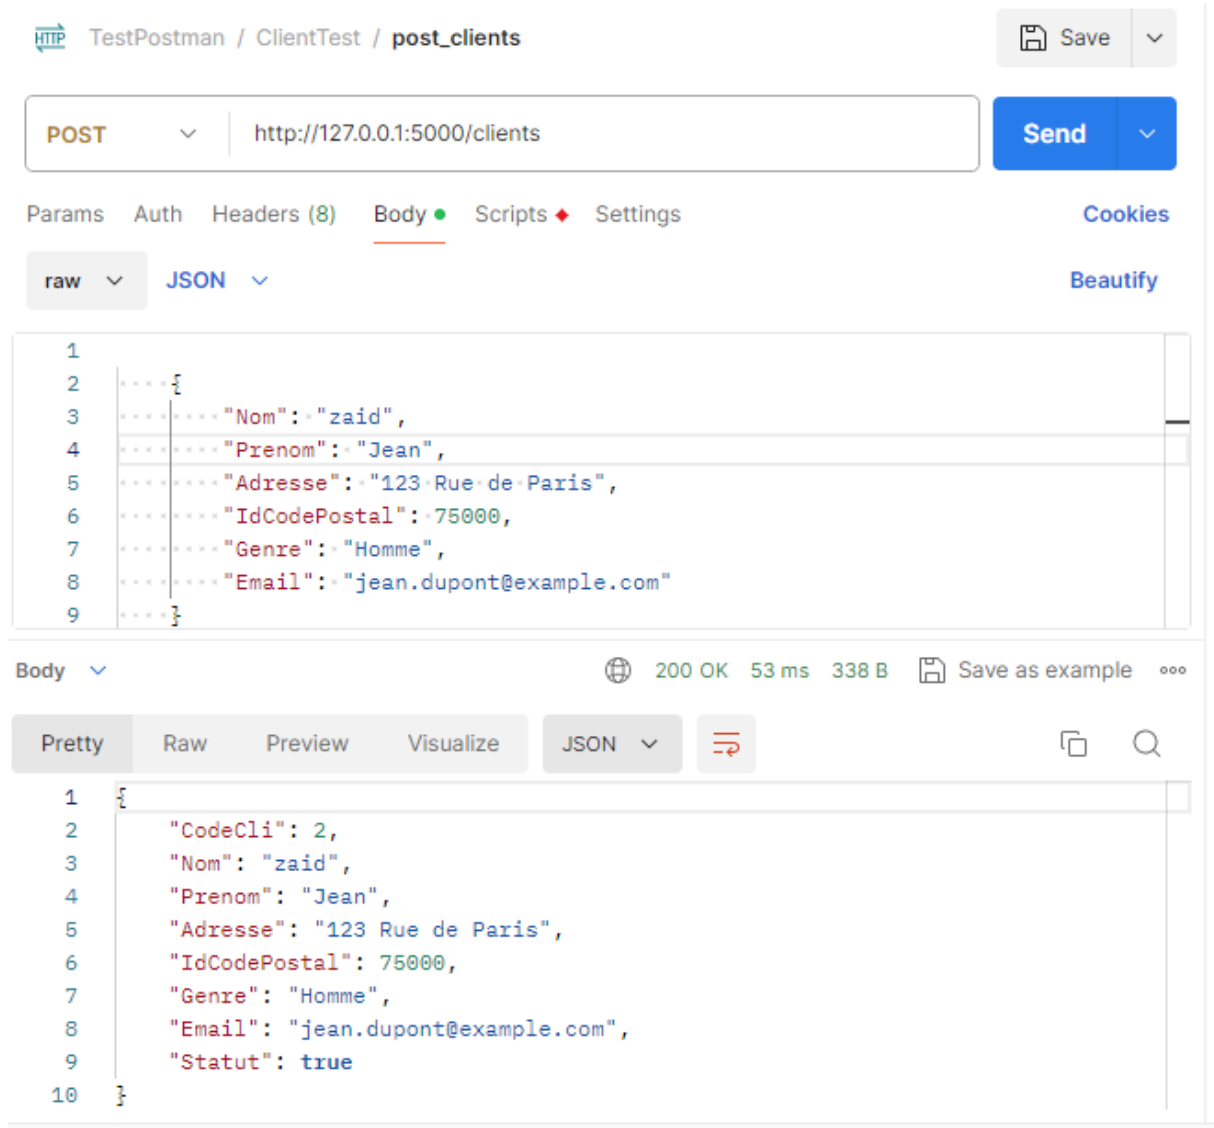 HTTP TestPostman / ClientTest / post_clients Save
POST http://127.0.0.1:5000/clients Send
Params Auth Headers (8) Body Scripts Settings Cookies
raw JSON Beautify
1
2 {
3 "Nom": "zaid",
4 "Prenom": "Jean",
5 "Adresse": "123 Rue de Paris",
6 "IdCodePostal": 75000,
7 "Genre": "Homme",
8 "Email": "jean.dupont@example.com"
9 }
Body 200 OK 53 ms 338 B Save as example
Pretty Raw Preview Visualize JSON
1 {
2 "CodeCli": 2,
3 "Nom": "zaid",
4 "Prenom": "Jean",
5 "Adresse": "123 Rue de Paris",
6 "IdCodePostal": 75000,
7 "Genre": "Homme",
8 "Email": "jean.dupont@example.com",
9 "Statut": true
10 }